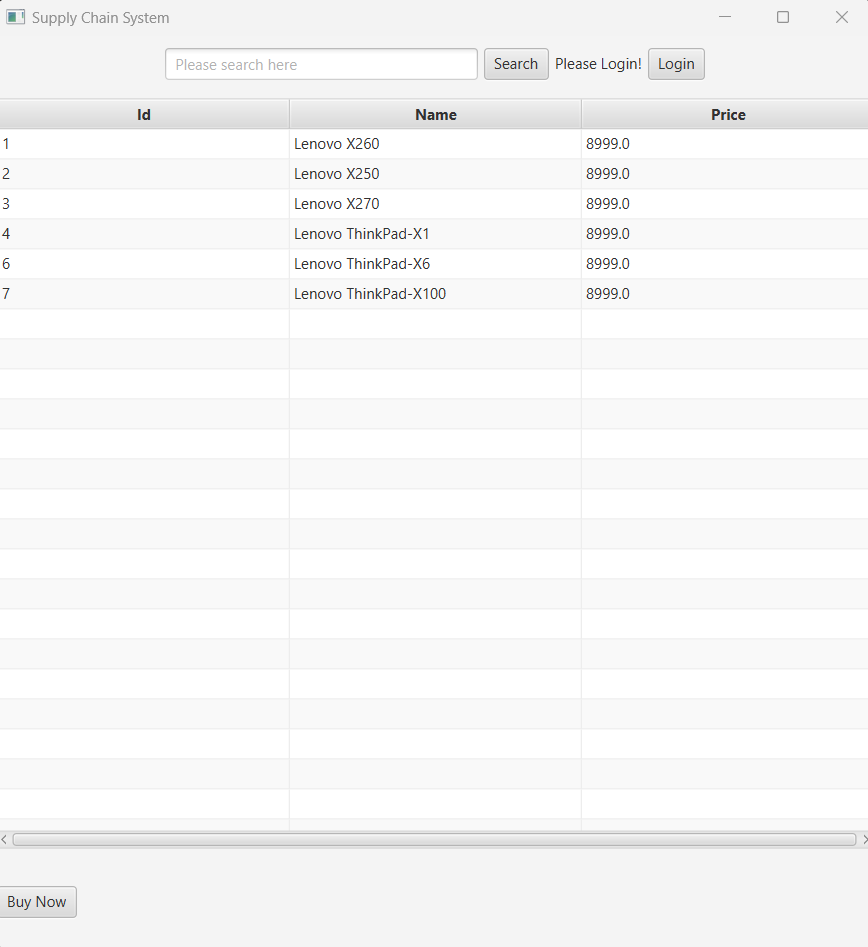 Supply Chain System
Please search here Search Please Login! Login
Id Name Price
1 Lenovo X260 8999.0
2 Lenovo X250 8999.0
3 Lenovo X270 8999.0
4 Lenovo ThinkPad-X1 8999.0
6 Lenovo ThinkPad-X6 8999.0
7 Lenovo ThinkPad-X100 8999.0
Buy Now